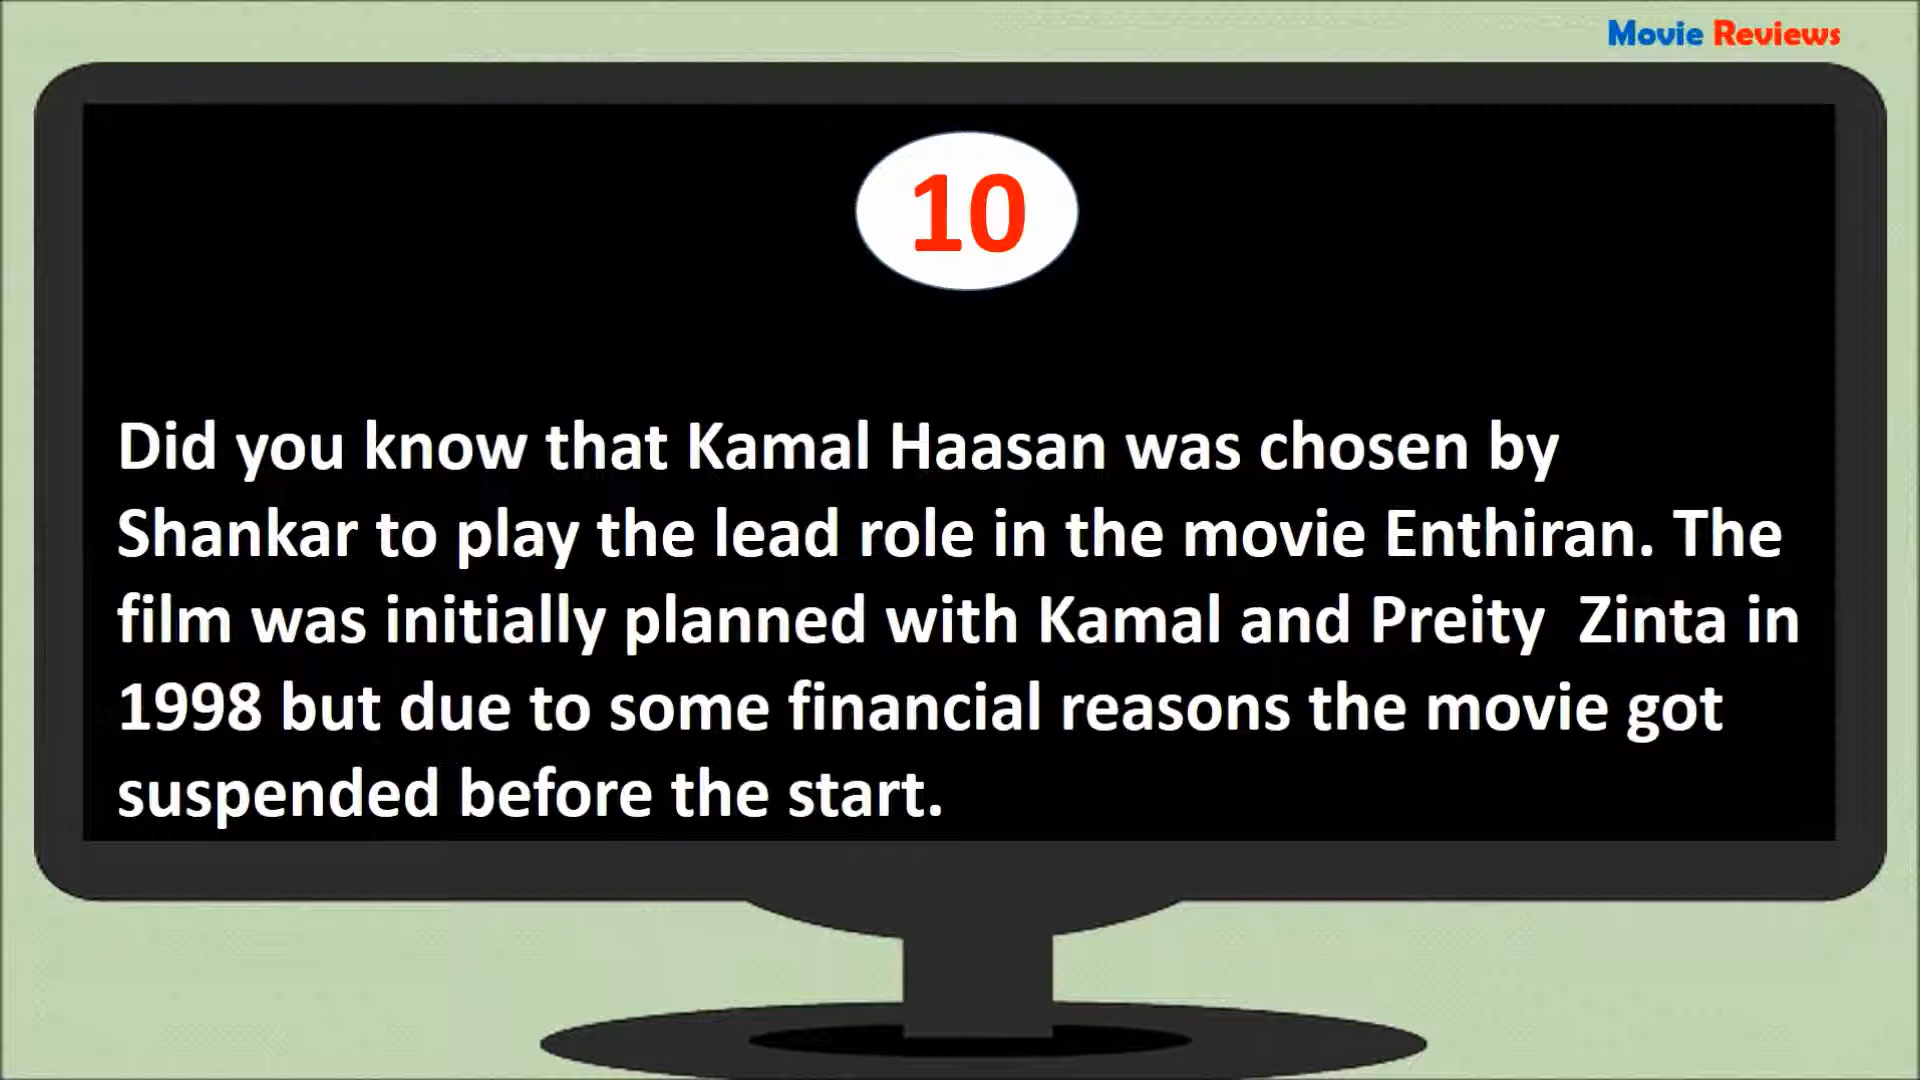 Movie Reviews
10
Did you know that Kamal Haasan was chosen by
Shankar to play the lead role in the movie Enthiran. The
film was initially planned with Kamal and Preity  Zinta in
1998 but due to some financial reasons the movie got
suspended before the start.